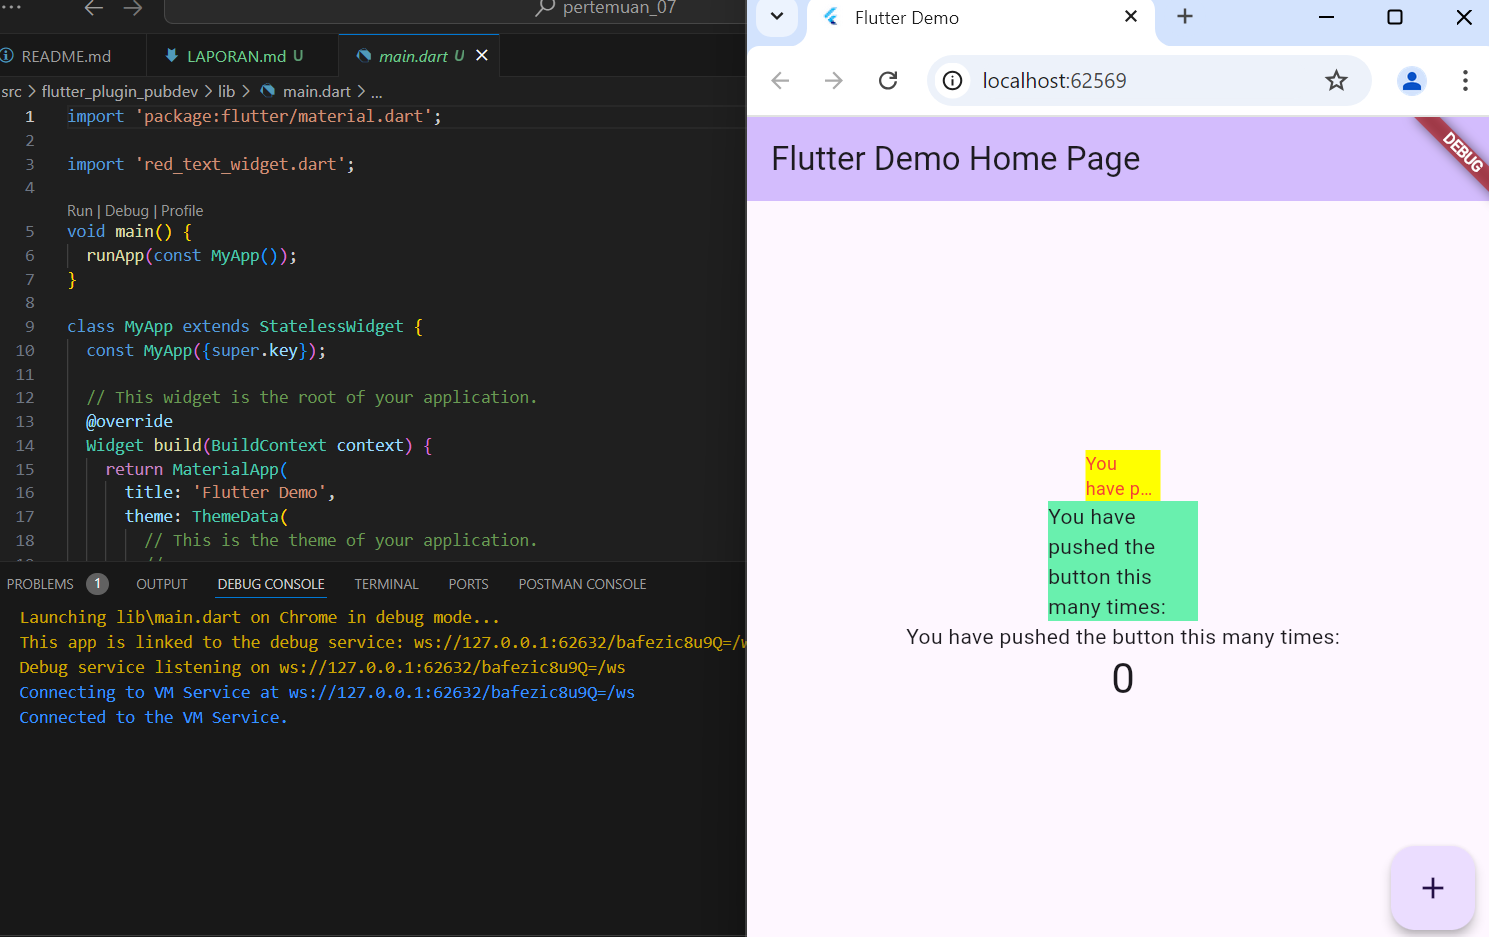 pertemuan_07
README.md
LAPORAN.md U
main.dart U
src > flutter_plugin_pubdev > lib > main.dart > ...
1 import 'package:flutter/material.dart';
2
3 import 'red_text_widget.dart';
4
Run | Debug | Profile
5 void main() {
6 runApp(const MyApp());
7 }
8
9 class MyApp extends StatelessWidget {
10 const MyApp({super.key});
11
12 // This widget is the root of your application.
13 @override
14 Widget build(BuildContext context) {
15 return MaterialApp(
16 title: 'Flutter Demo',
17 theme: ThemeData(
18 // This is the theme of your application.
PROBLEMS 1 OUTPUT DEBUG CONSOLE TERMINAL PORTS POSTMAN CONSOLE
Launching lib\main.dart on Chrome in debug mode...
This app is linked to the debug service: ws://127.0.0.1:62632/bafezic8u9Q=/w
Debug service listening on ws://127.0.0.1:62632/bafezic8u9Q=/ws
Connecting to VM Service at ws://127.0.0.1:62632/bafezic8u9Q=/ws
Connected to the VM Service.
Flutter Demo
localhost:62569
Flutter Demo Home Page
DEBUG
You
have p...
You have
pushed the
button this
many times:
You have pushed the button this many times:
0